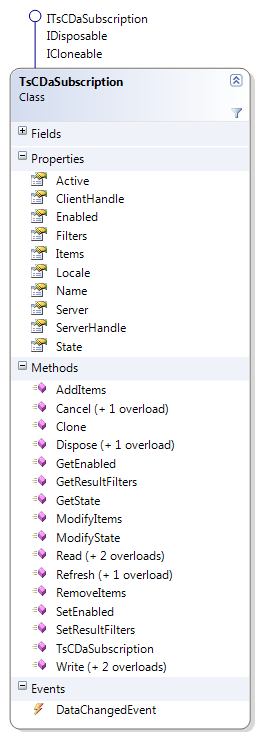 ITsCDaSubscription
IDisposable
ICloneable
TsCDaSubscription
Class
Fields
Properties
Active
ClientHandle
Enabled
Filters
Items
Locale
Name
Server
ServerHandle
State
Methods
AddItems
Cancel (+ 1 overload)
Clone
Dispose (+ 1 overload)
GetEnabled
GetResultFilters
GetState
ModifyItems
ModifyState
Read (+ 2 overloads)
Refresh (+ 1 overload)
RemoveItems
SetEnabled
SetResultFilters
TsCDaSubscription
Write (+ 2 overloads)
Events
DataChangedEvent